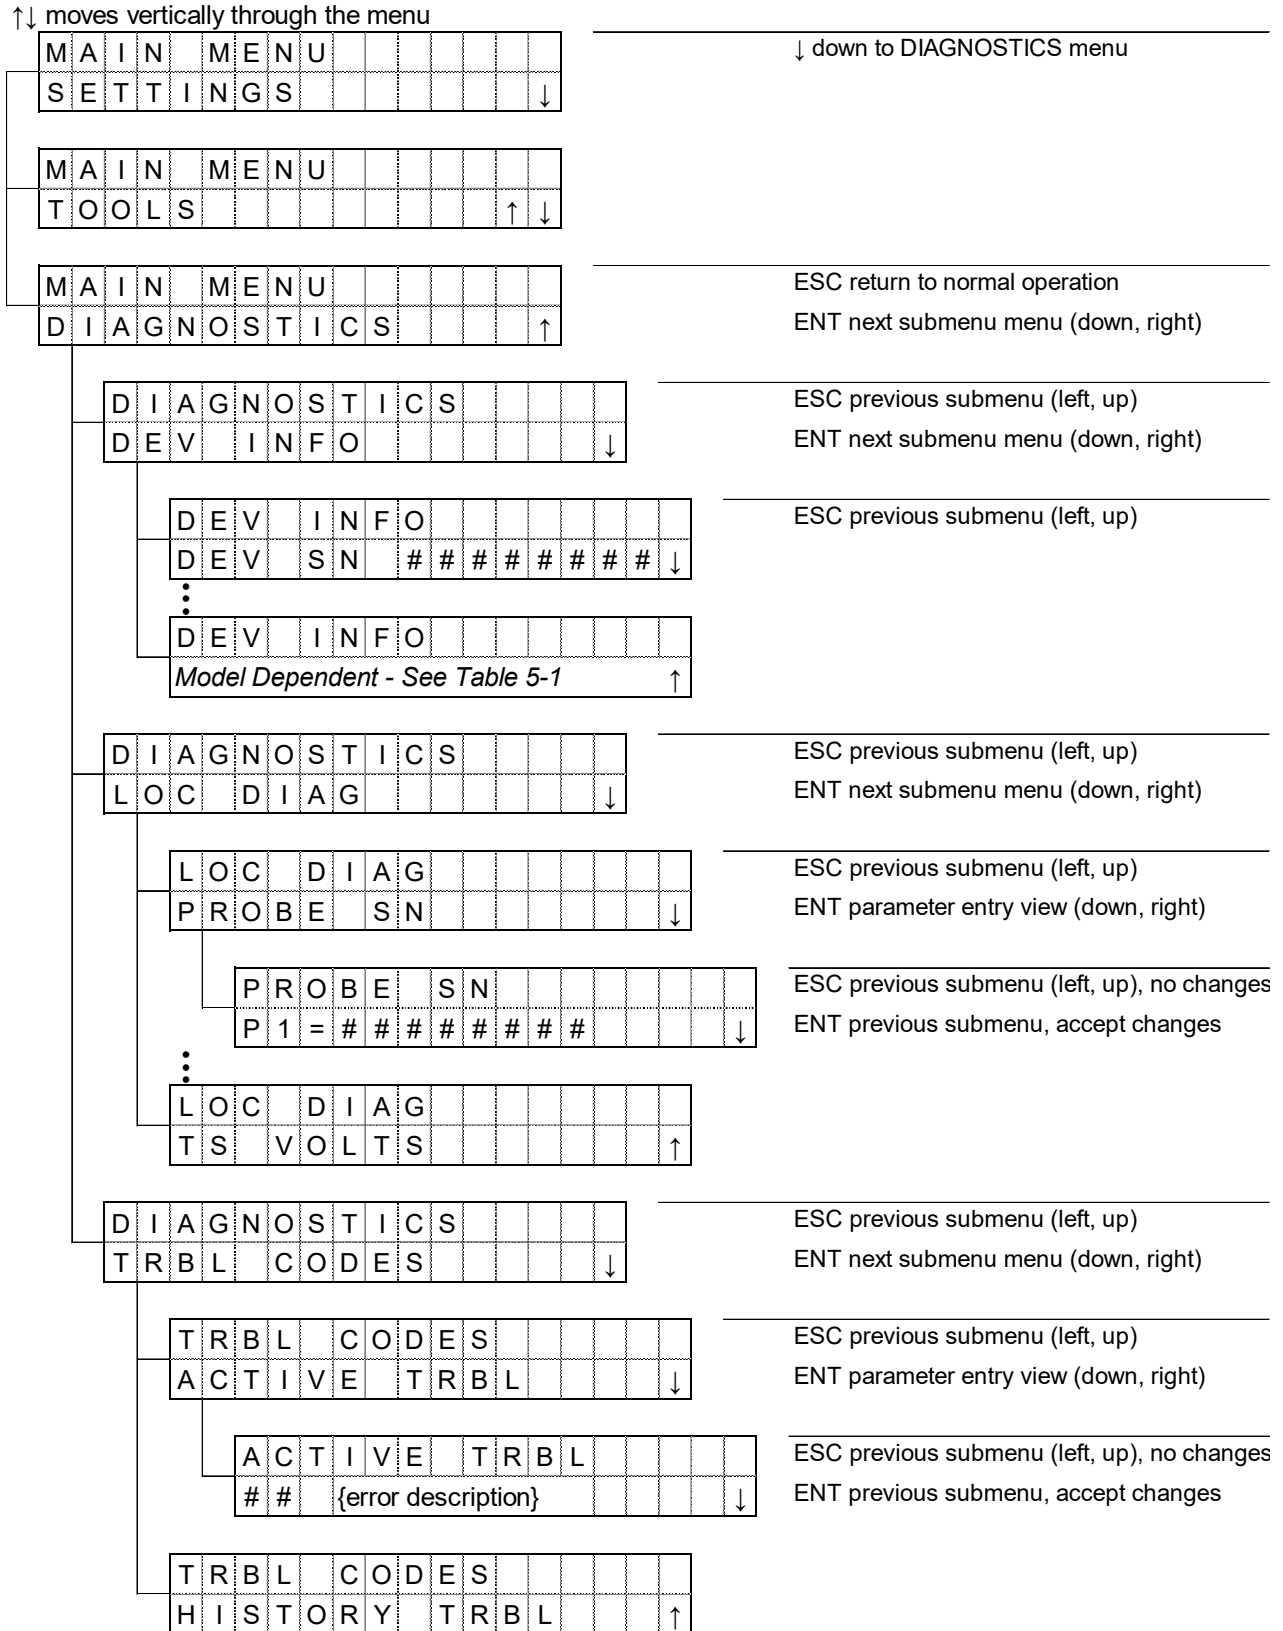 ↑↓ moves vertically through the menu
MAIN MENU
↓ down to DIAGNOSTICS menu
SETTINGS ↓
MAIN MENU
TOOLS ↑ ↓
MAIN MENU
ESC return to normal operation
DIAGNOSTICS ↑
ENT next submenu menu (down, right)
DIAGNOSTICS
ESC previous submenu (left, up)
DEV INFO ↓
ENT next submenu menu (down, right)
DEV INFO
ESC previous submenu (left, up)
DEV SN ######## ↓
DEV INFO
Model Dependent - See Table 5-1 ↑
DIAGNOSTICS
ESC previous submenu (left, up)
LOC DIAG ↓
ENT next submenu menu (down, right)
LOC DIAG
ESC previous submenu (left, up)
PROBE SN ↓
ENT parameter entry view (down, right)
PROBE SN
ESC previous submenu (left, up), no changes
P1=######## ↓
ENT previous submenu, accept changes
LOC DIAG
TS VOLTS ↑
DIAGNOSTICS
ESC previous submenu (left, up)
TRBL CODES ↓
ENT next submenu menu (down, right)
TRBL CODES
ESC previous submenu (left, up)
ACTIVE TRBL ↓
ENT parameter entry view (down, right)
ACTIVE TRBL
ESC previous submenu (left, up), no changes
## {error description} ↓
ENT previous submenu, accept changes
TRBL CODES
HISTORY TRBL ↑